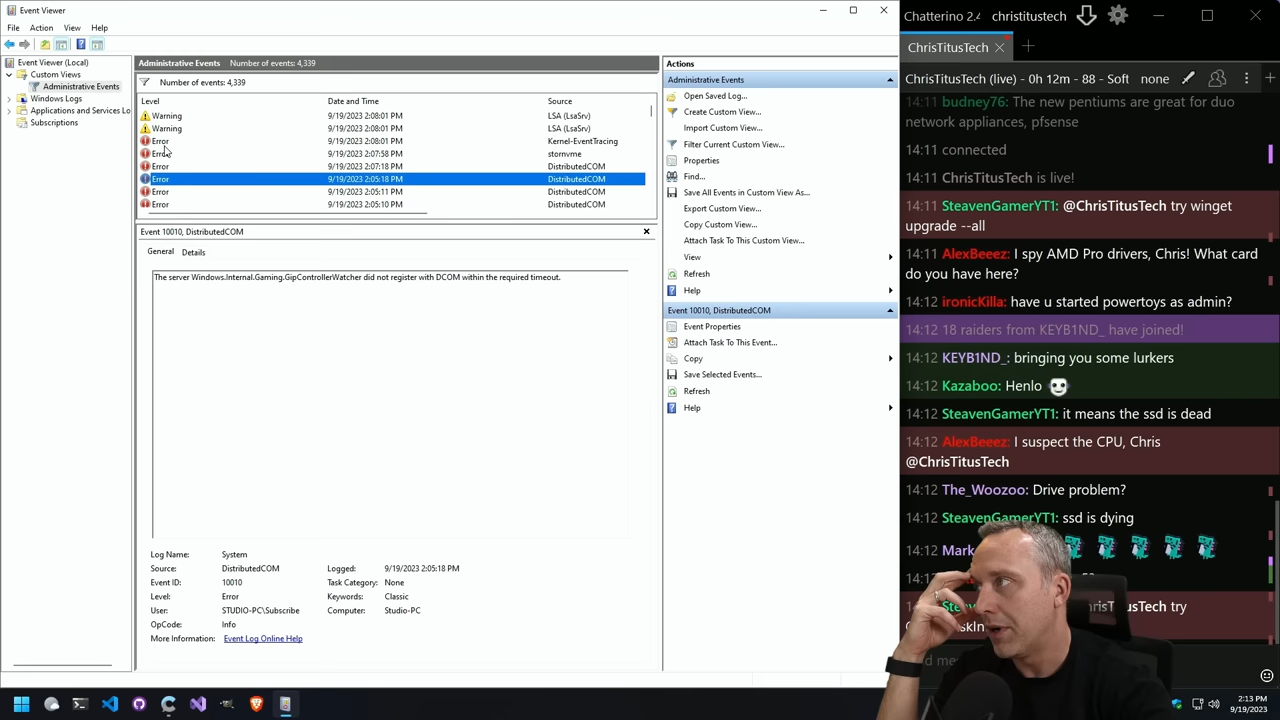 Event Viewer
File Action View Help
Event Viewer (Local)
Custom Views
Administrative Events
Windows Logs
Applications and Services Lo
Subscriptions
Administrative Events Number of events: 4,339
Number of events: 4,339
Level Date and Time Source
Warning 9/19/2023 2:08:01 PM LSA (LsaSrv)
Warning 9/19/2023 2:08:01 PM LSA (LsaSrv)
Error 9/19/2023 2:08:01 PM Kernel-EventTracing
Error 9/19/2023 2:07:58 PM stornvme
Error 9/19/2023 2:07:18 PM DistributedCOM
Error 9/19/2023 2:05:18 PM DistributedCOM
Error 9/19/2023 2:05:11 PM DistributedCOM
Error 9/19/2023 2:05:10 PM DistributedCOM
Event 10010, DistributedCOM
General Details
The server Windows.Internal.Gaming.GipControllerWatcher did not register with DCOM within the required timeout.
Log Name: System
Source: DistributedCOM Logged: 9/19/2023 2:05:18 PM
Event ID: 10010 Task Category: None
Level: Error Keywords: Classic
User: STUDIO-PC\Subscribe Computer: Studio-PC
OpCode: Info
More Information: Event Log Online Help
Actions
Administrative Events
Open Saved Log...
Create Custom View...
Import Custom View...
Filter Current Custom View...
Properties
Find...
Save All Events in Custom View As...
Export Custom View...
Copy Custom View...
Attach Task To This Custom View...
View
Refresh
Help
Event 10010, DistributedCOM
Event Properties
Attach Task To This Event...
Copy
Save Selected Events...
Refresh
Help
Chatterino 2.4 christitustech
ChrisTitusTech
ChrisTitusTech (live) - 0h 12m - 88 - Soft none
14:11 budney76: The new pentiums are great for duo
network appliances, pfsense
14:11 connected
14:11 ChrisTitusTech is live!
14:11 SteavenGamerYT1: @ChrisTitusTech try winget
upgrade --all
14:11 AlexBeeez: I spy AMD Pro drivers, Chris! What card
do you have here?
14:12 ironicKilla: have u started powertoys as admin?
14:12 18 raiders from KEYB1ND_ have joined!
14:12 KEYB1ND_: bringing you some lurkers
14:12 Kazaboo: Henlo
14:12 SteavenGamerYT1: it means the ssd is dead
14:12 AlexBeeez: I suspect the CPU, Chris
@ChrisTitusTech
14:12 The_Woozoo: Drive problem?
14:12 SteavenGamerYT1: ssd is dying
14:12 Mark
14:12
14:12 hrisTitusTech try
2:13 PM
9/19/2023